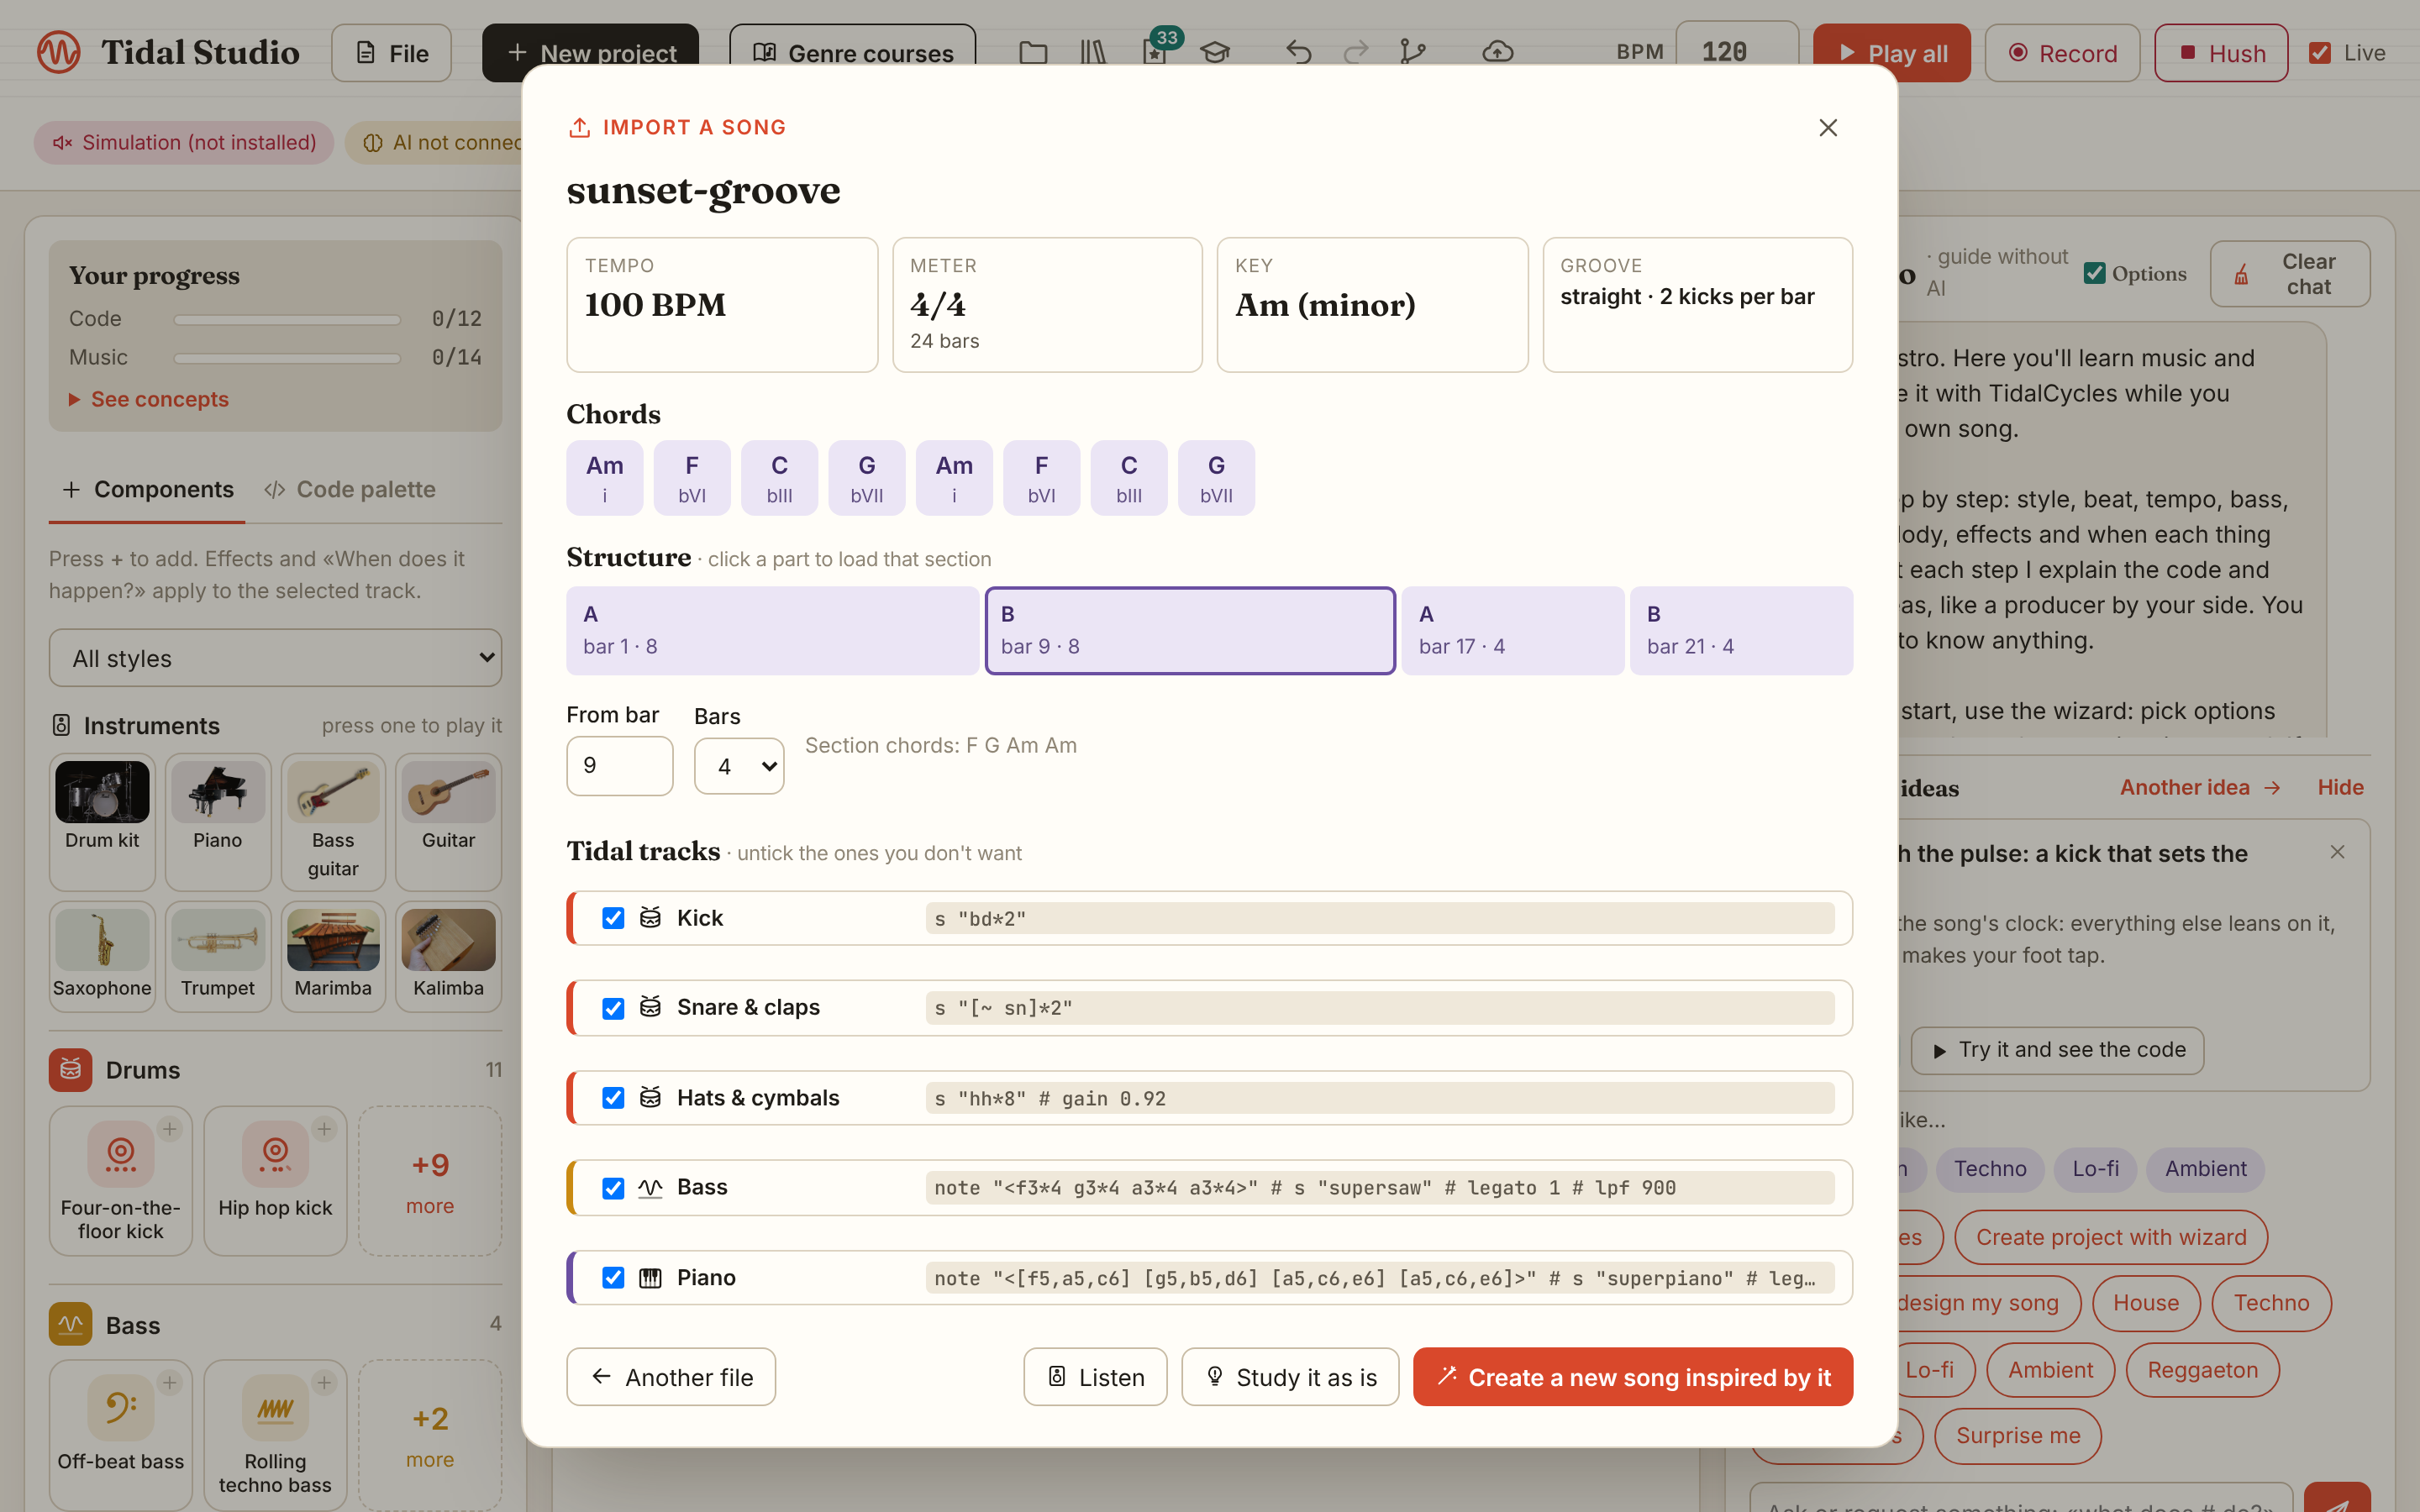 Tidal Studio
File
New project
Genre courses
33
BPM
120
Play all
Record
Hush
Live
Simulation (not installed)
AI not connec
Your progress
Code 0/12
Music 0/14
See concepts
Components
Code palette
Press + to add. Effects and «When does it
happen?» apply to the selected track.
All styles
Instruments
press one to play it
Drum kit
Piano
Bass
guitar
Guitar
Saxophone
Trumpet
Marimba
Kalimba
Drums
11
Four-on-the-
floor kick
Hip hop kick
+9
more
Bass
4
Off-beat bass
Rolling
techno bass
+2
more
IMPORT A SONG
sunset-groove
TEMPO
100 BPM
METER
4/4
24 bars
KEY
Am (minor)
GROOVE
straight · 2 kicks per bar
Chords
Am
i
F
bVI
C
bIII
G
bVII
Am
i
F
bVI
C
bIII
G
bVII
Structure · click a part to load that section
A
bar 1 · 8
B
bar 9 · 8
A
bar 17 · 4
B
bar 21 · 4
From bar
9
Bars
4
Section chords: F G Am Am
Tidal tracks · untick the ones you don't want
Kick
s "bd*2"
Snare & claps
s "[~ sn]*2"
Hats & cymbals
s "hh*8" # gain 0.92
Bass
note "<f3*4 g3*4 a3*4 a3*4>" # s "supersaw" # legato 1 # lpf 900
Piano
note "<[f5,a5,c6] [g5,b5,d6] [a5,c6,e6] [a5,c6,e6]>" # s "superpiano" # leg…
Another file
Listen
Study it as is
Create a new song inspired by it
o
· guide without
AI
Options
Clear
chat
stro. Here you'll learn music and
e it with TidalCycles while you
own song.
p by step: style, beat, tempo, bass,
lody, effects and when each thing
t each step I explain the code and
as, like a producer by your side. You
to know anything.
start, use the wizard: pick options
ideas
Another idea →
Hide
h the pulse: a kick that sets the
the song's clock: everything else leans on it,
makes your foot tap.
Try it and see the code
ike...
n
Techno
Lo-fi
Ambient
es
Create project with wizard
design my song
House
Techno
Lo-fi
Ambient
Reggaeton
s
Surprise me